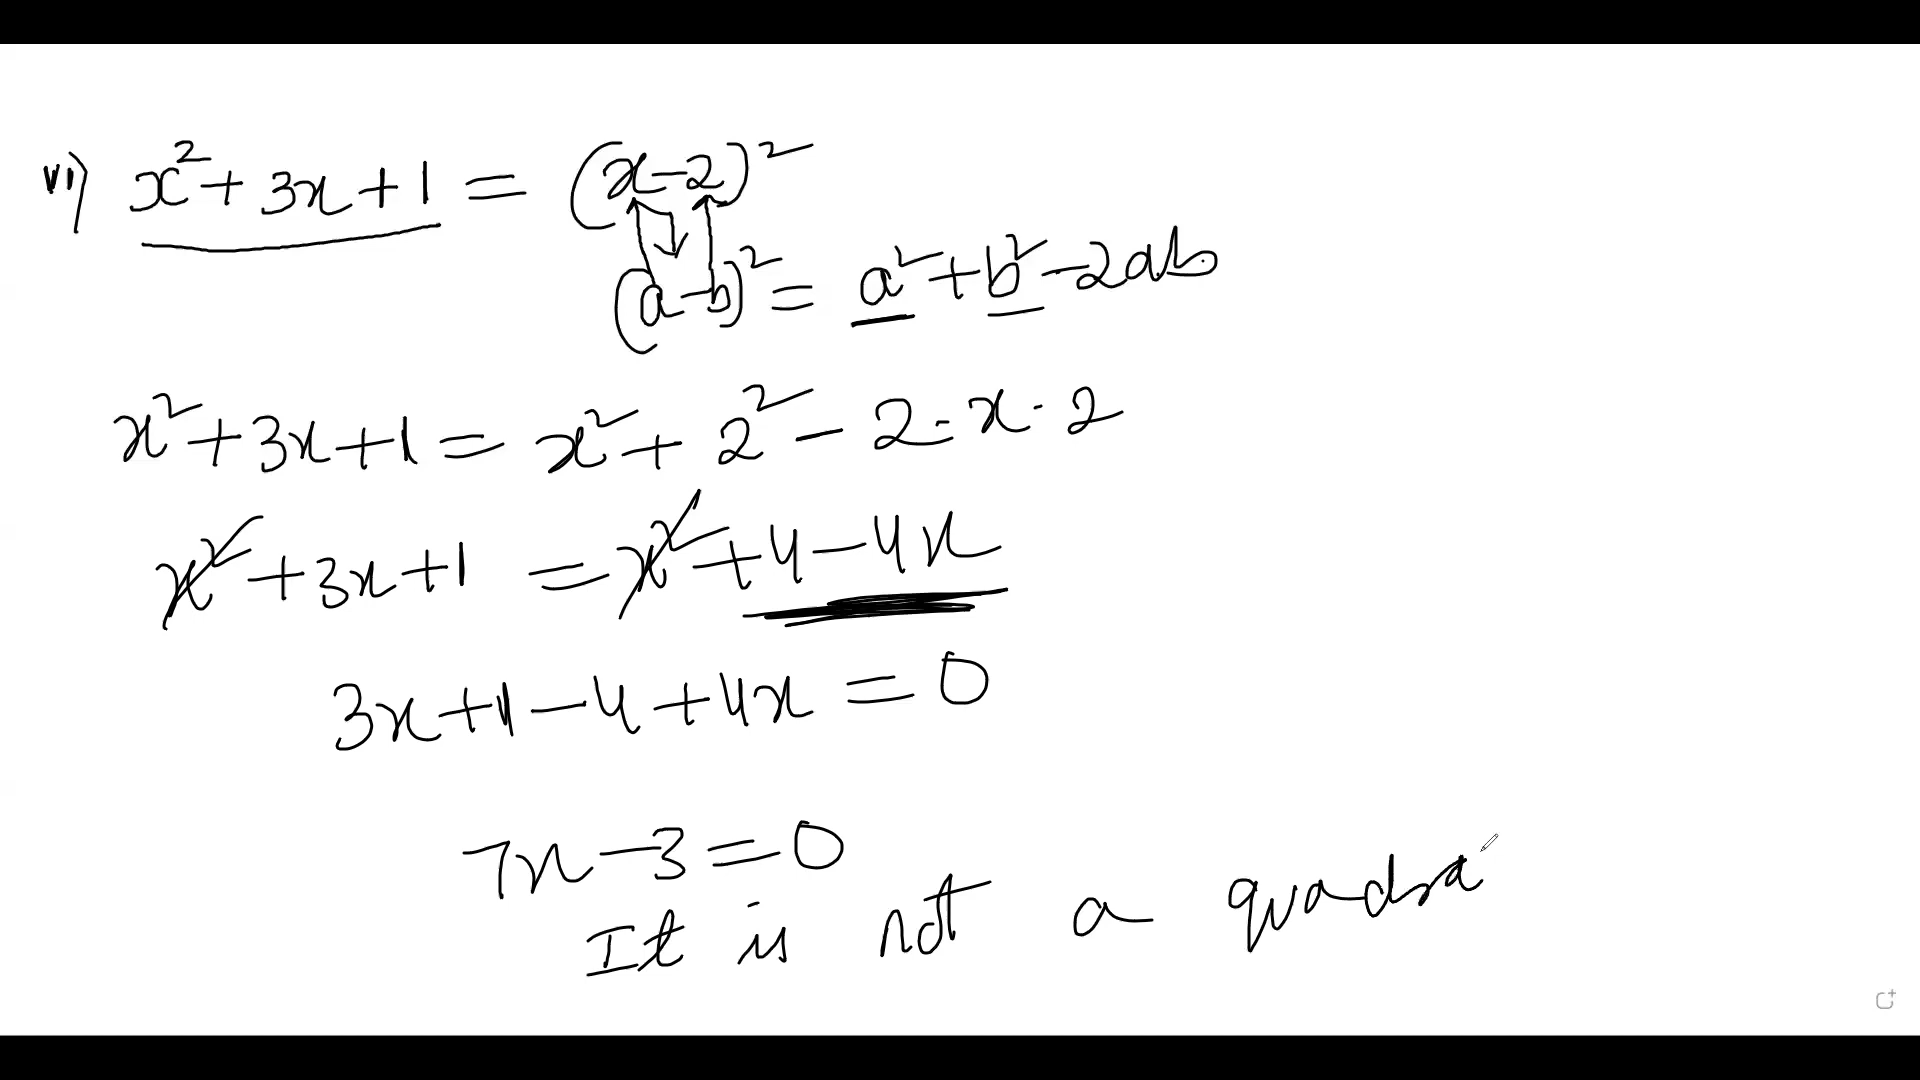 vi) x² + 3x + 1 = (x - 2)²
(a - b)² = a² + b² - 2ab
x² + 3x + 1 = x² + 2² - 2 · x · 2
x² + 3x + 1 = x² + 4 - 4x
3x + 1 - 4 + 4x = 0
7x - 3 = 0
It is not a quadra